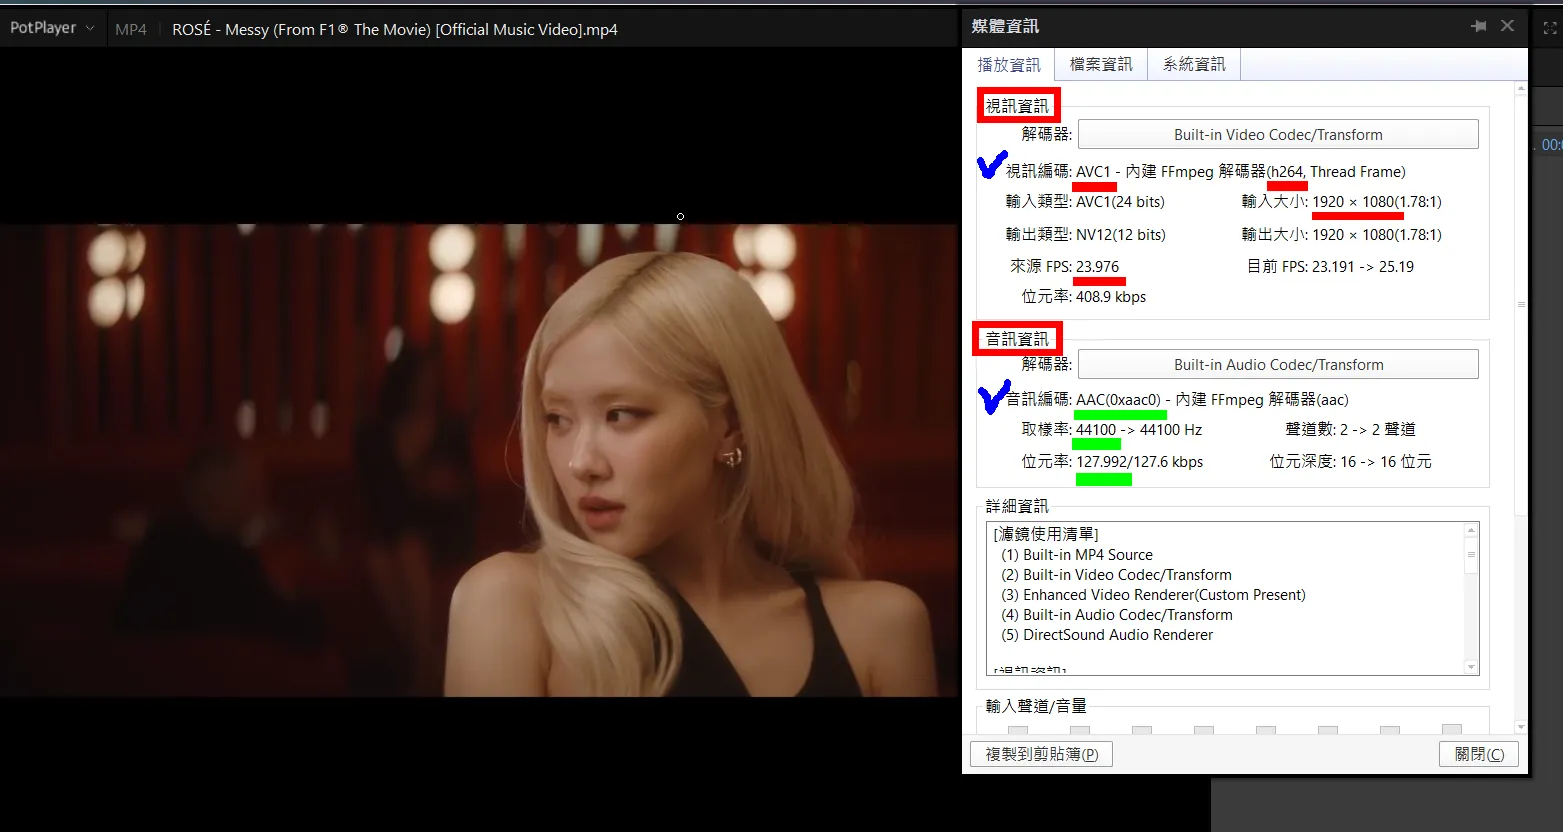 PotPlayer MP4 ROSÉ - Messy (From F1® The Movie) [Official Music Video].mp4
媒體資訊
播放資訊 檔案資訊 系統資訊
視訊資訊
解碼器: Built-in Video Codec/Transform
視訊編碼: AVC1 - 內建 FFmpeg 解碼器(h264, Thread Frame)
輸入類型: AVC1(24 bits) 輸入大小: 1920 × 1080(1.78:1)
輸出類型: NV12(12 bits) 輸出大小: 1920 × 1080(1.78:1)
來源 FPS: 23.976 目前 FPS: 23.191 -> 25.19
位元率: 408.9 kbps
音訊資訊
解碼器: Built-in Audio Codec/Transform
音訊編碼: AAC(0xaac0) - 內建 FFmpeg 解碼器(aac)
取樣率: 44100 -> 44100 Hz 聲道數: 2 -> 2 聲道
位元率: 127.992/127.6 kbps 位元深度: 16 -> 16 位元
詳細資訊
[濾鏡使用清單]
(1) Built-in MP4 Source
(2) Built-in Video Codec/Transform
(3) Enhanced Video Renderer(Custom Present)
(4) Built-in Audio Codec/Transform
(5) DirectSound Audio Renderer
[視訊資訊]
輸入聲道/音量
複製到剪貼簿(P) 關閉(C)